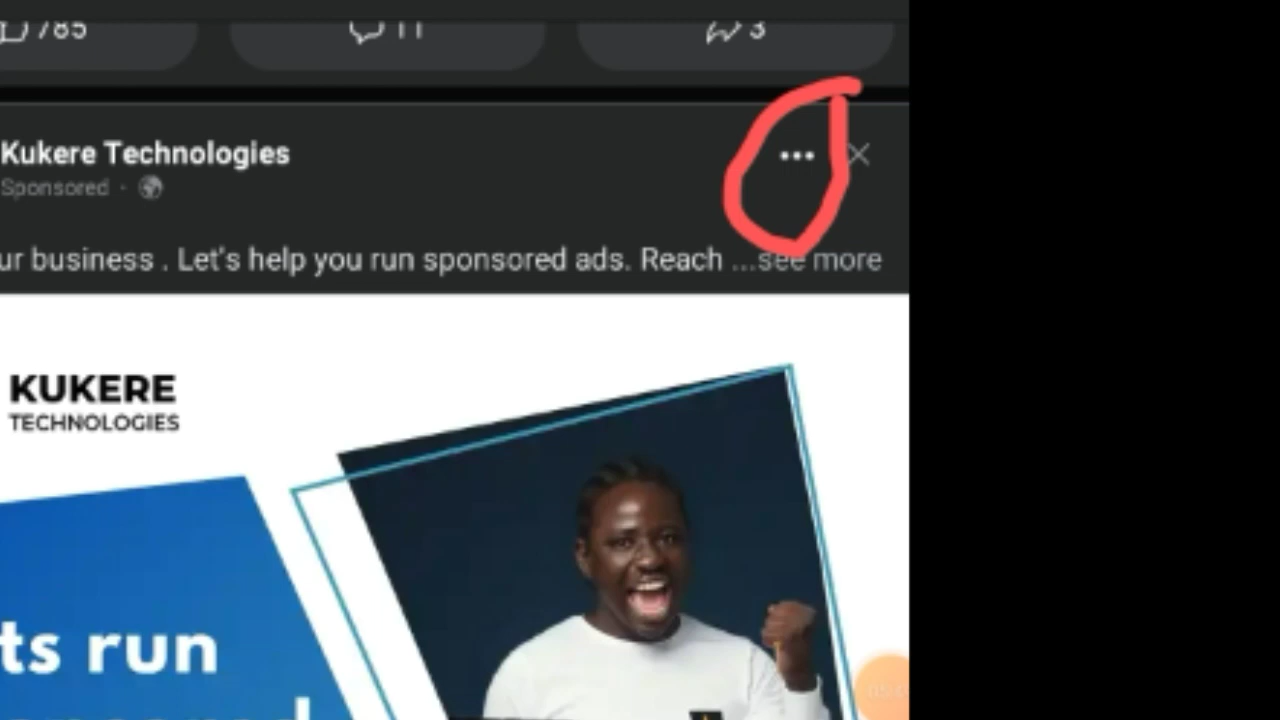 785 11 3
Kukere Technologies
Sponsored ·
ur business . Let's help you run sponsored ads. Reach ...see more
KUKERE
TECHNOLOGIES
ts run